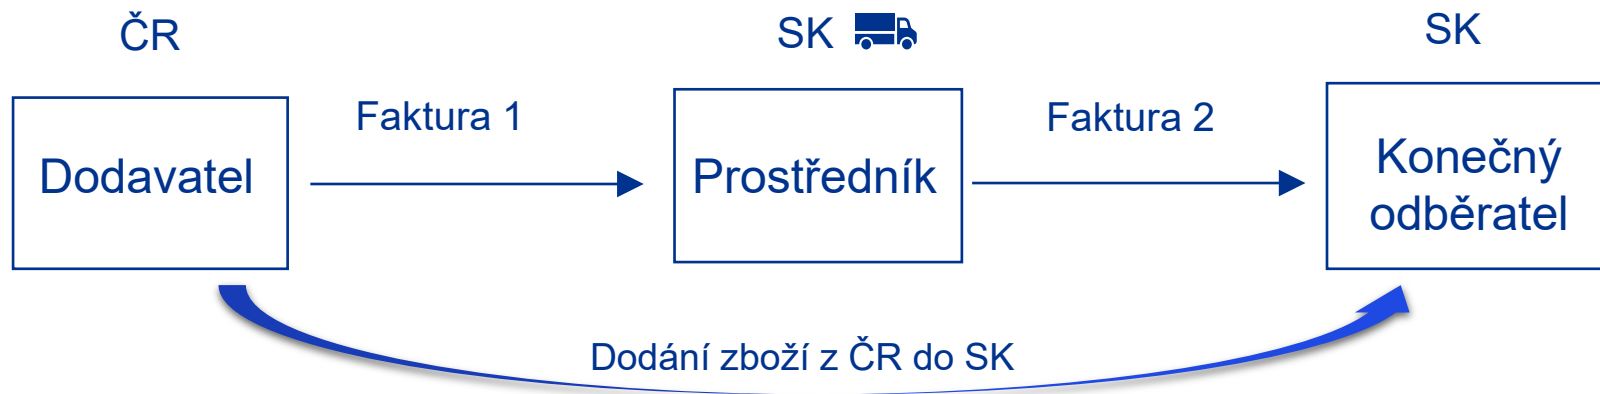 ČR
SK
SK
Faktura 1
Faktura 2
Dodavatel
Prostředník
Konečný
odběratel
Dodání zboží z ČR do SK